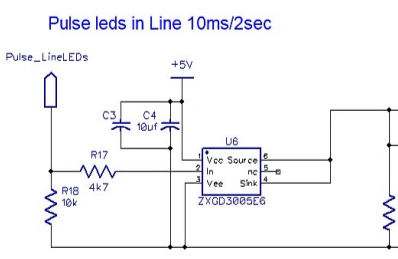 Pulse leds in Line 10ms/2sec
Pulse_LineLEDs
+5V
C3 C4
10uf
U6
R17
4k7
R18
10k
1 Vcc Source 6
2 In nc 5
3 Vee Sink 4
ZXGD3005E6